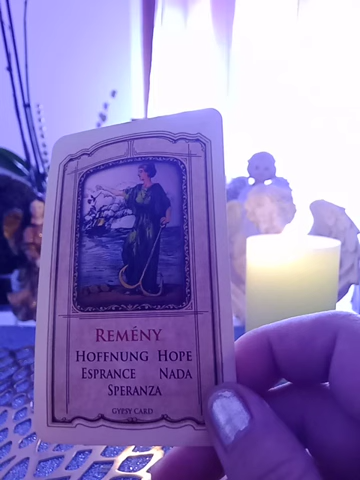 REMÉNY
HOFFNUNG HOPE
ESPRANCE NADA
SPERANZA
GYPSY CARD